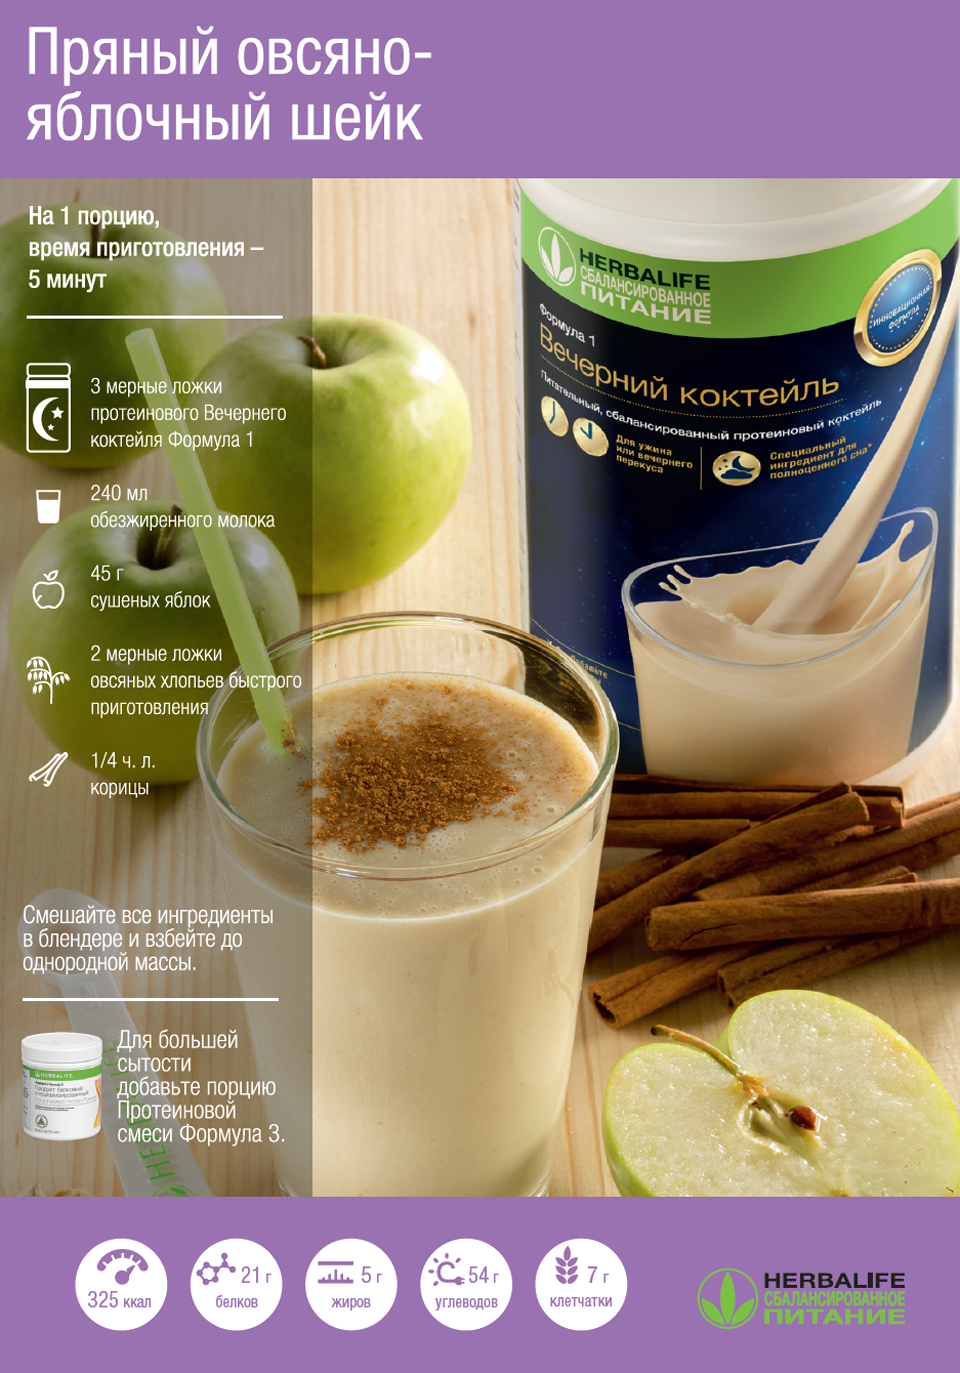 Пряный овсяно-
яблочный шейк
На 1 порцию,
время приготовления –
5 минут
3 мерные ложки
протеинового Вечернего
коктейля Формула 1
240 мл
обезжиренного молока
45 г
сушеных яблок
2 мерные ложки
овсяных хлопьев быстрого
приготовления
1/4 ч. л.
корицы
Смешайте все ингредиенты
в блендере и взбейте до
однородной массы.
Для большей
сытости
добавьте порцию
Протеиновой
смеси Формула 3.
HERBALIFE
HERBALIFE
СБАЛАНСИРОВАННОЕ
ПИТАНИЕ
ИННОВАЦИОННАЯ
ФОРМУЛА
Формула 1
Вечерний коктейль
Питательный, сбалансированный протеиновый коктейль
Для ужина
или вечернего
перекуса
Специальный
ингредиент для
полноценного сна*
325 ккал
21 г
белков
5 г
жиров
54 г
углеводов
7 г
клетчатки
HERBALIFE
СБАЛАНСИРОВАННОЕ
ПИТАНИЕ